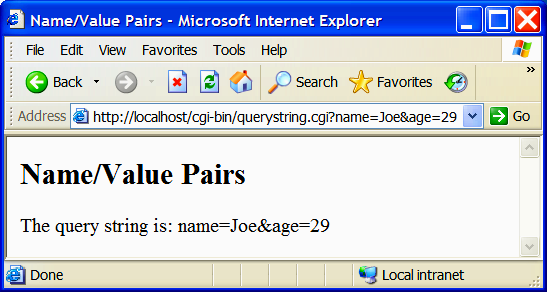 Name/Value Pairs - Microsoft Internet Explorer
File Edit View Favorites Tools Help
Back Search Favorites »
Address http://localhost/cgi-bin/querystring.cgi?name=Joe&age=29 Go
Name/Value Pairs
The query string is: name=Joe&age=29
Done Local intranet